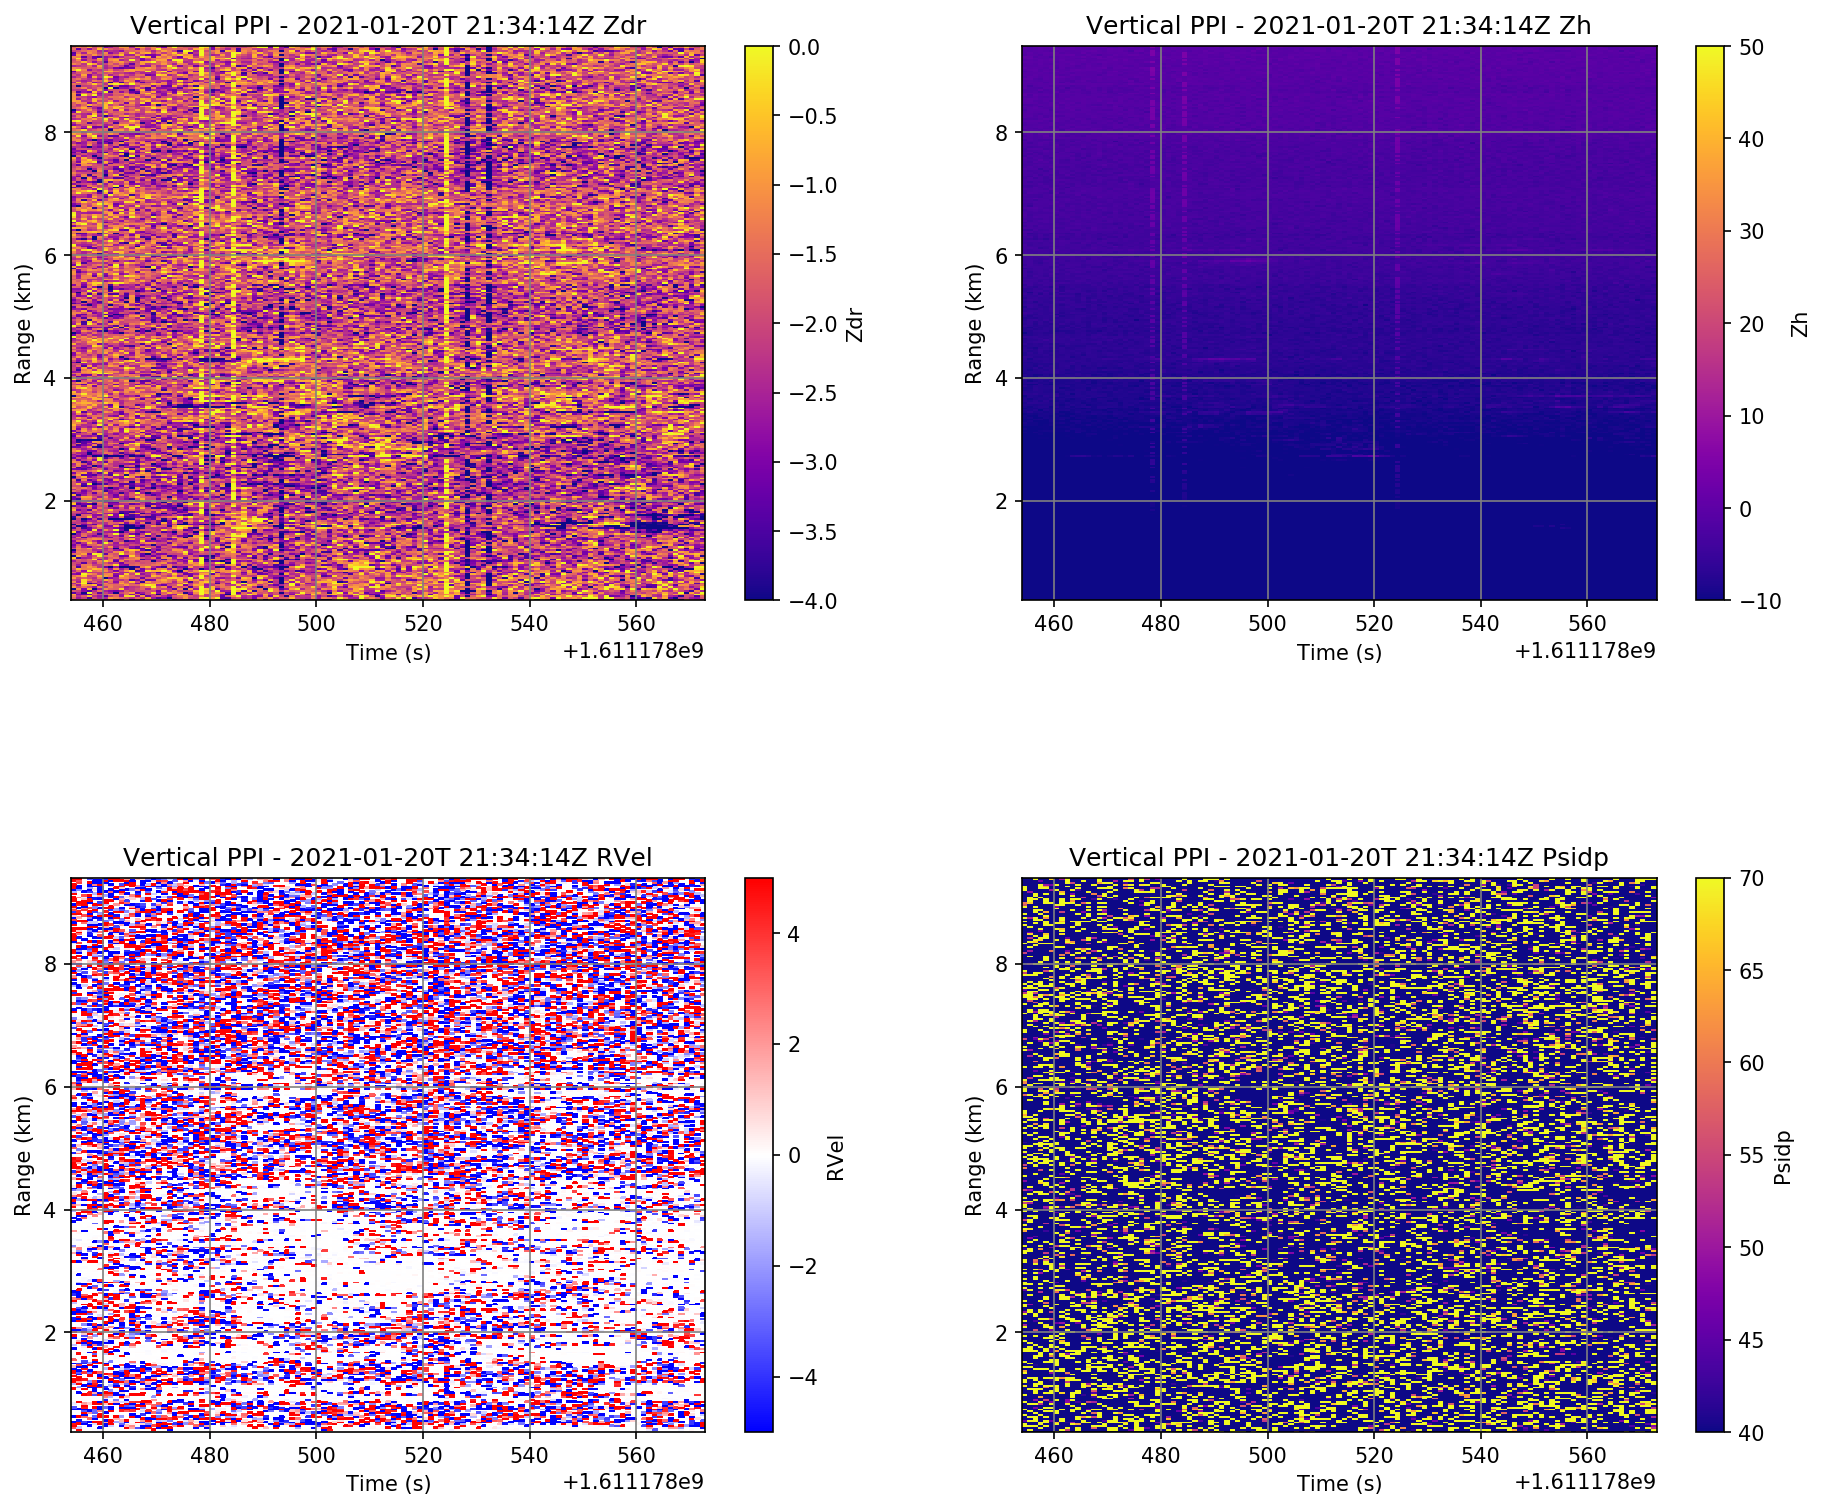 Vertical PPI - 2021-01-20T 21:34:14Z Zdr
Range (km)
8
6
4
2
460 480 500 520 540 560
Time (s)
+1.611178e9
0.0
−0.5
−1.0
−1.5
−2.0
−2.5
−3.0
−3.5
−4.0
Zdr
Vertical PPI - 2021-01-20T 21:34:14Z Zh
Range (km)
8
6
4
2
460 480 500 520 540 560
Time (s)
+1.611178e9
50
40
30
20
10
0
−10
Zh
Vertical PPI - 2021-01-20T 21:34:14Z RVel
Range (km)
8
6
4
2
460 480 500 520 540 560
Time (s)
+1.611178e9
4
2
0
−2
−4
RVel
Vertical PPI - 2021-01-20T 21:34:14Z Psidp
Range (km)
8
6
4
2
460 480 500 520 540 560
Time (s)
+1.611178e9
70
65
60
55
50
45
40
Psidp